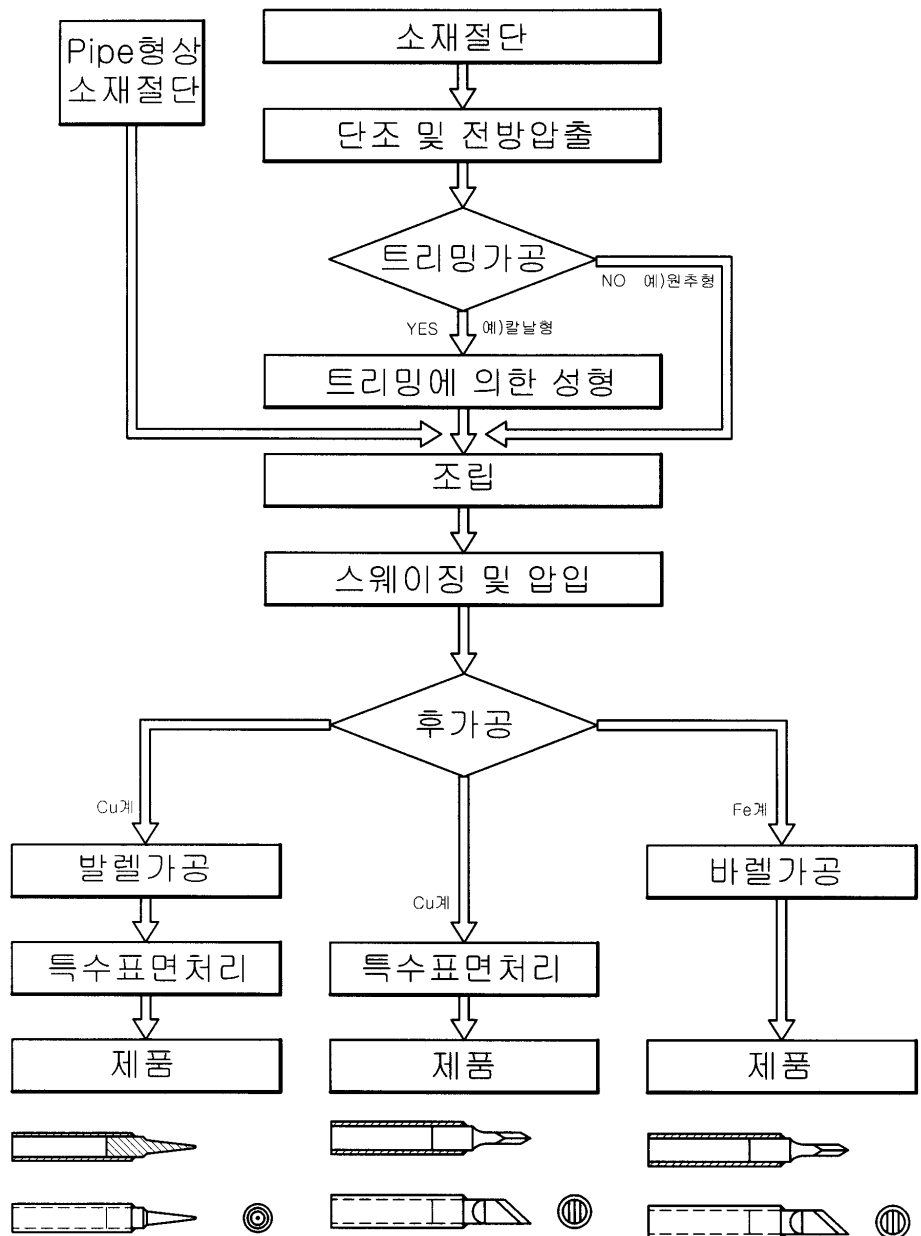 Pipe형상
소재절단
소재절단
단조 및 전방압출
트리밍가공
NO 예)원추형
YES 예)칼날형
트리밍에 의한 성형
조립
스웨이징 및 압입
후가공
Cu계
Cu계
Fe계
발렐가공
바렐가공
특수표면처리
특수표면처리
제품
제품
제품